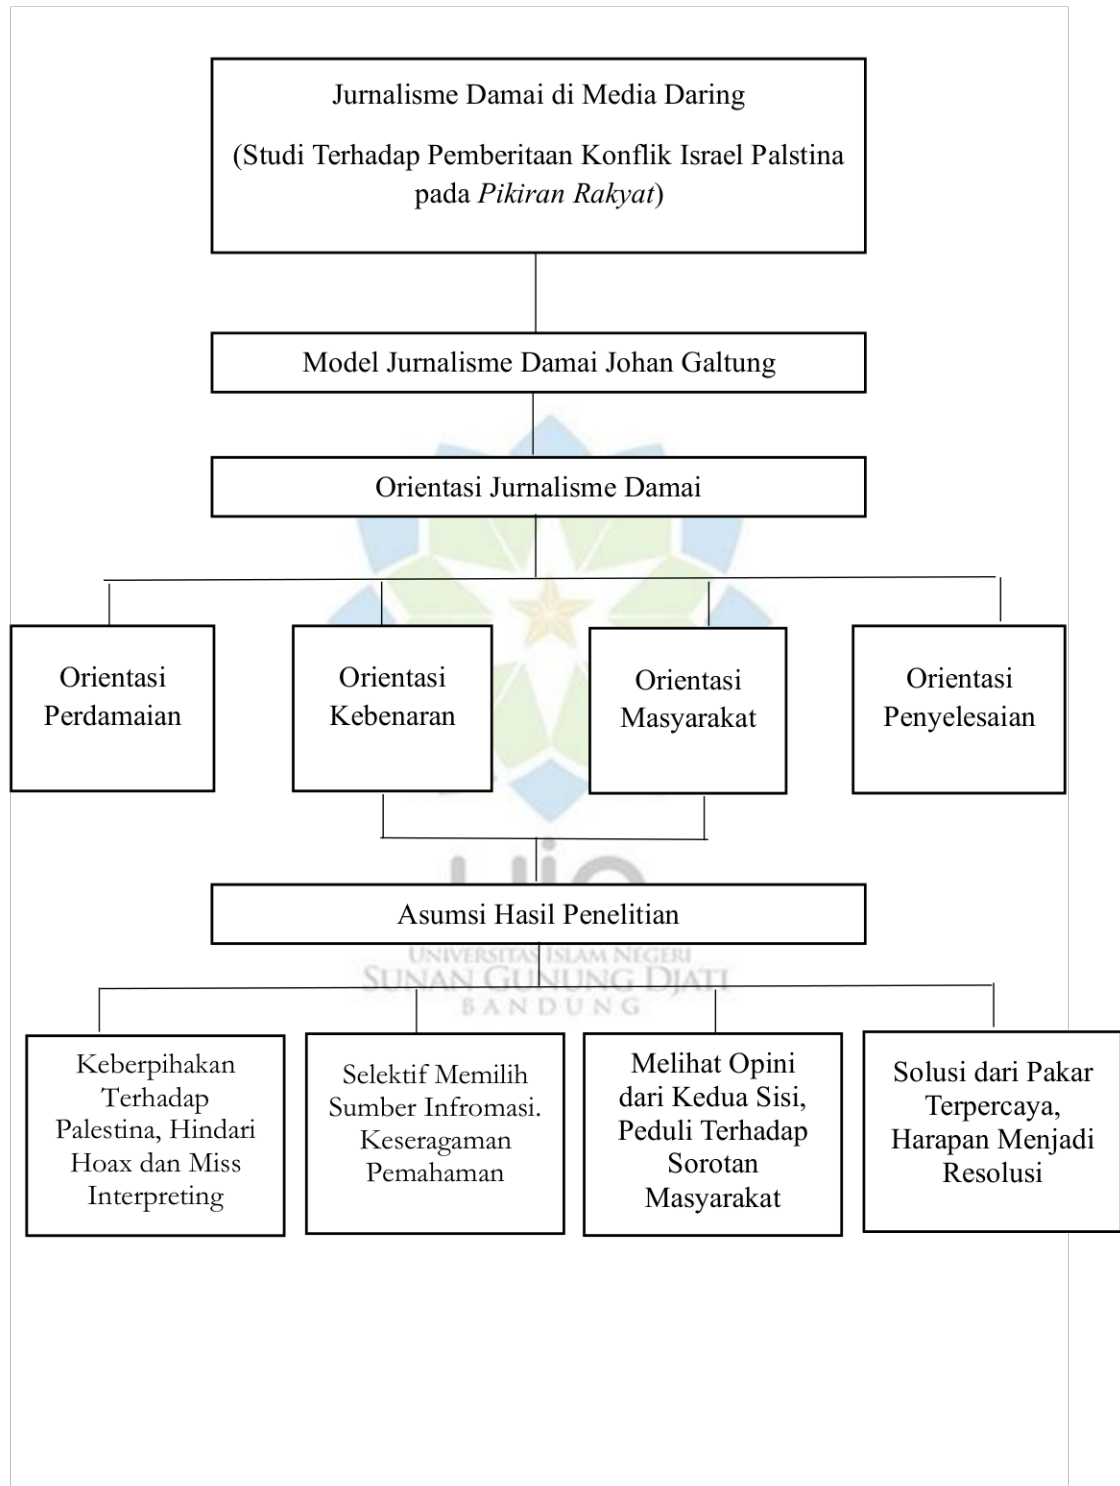 Jurnalisme Damai di Media Daring
(Studi Terhadap Pemberitaan Konflik Israel Palstina
pada Pikiran Rakyat)
Model Jurnalisme Damai Johan Galtung
Orientasi Jurnalisme Damai
Orientasi
Perdamaian
Orientasi
Kebenaran
Orientasi
Masyarakat
Orientasi
Penyelesaian
uin
Asumsi Hasil Penelitian
UNIVERSITAS ISLAM NEGERI
SUNAN GUNUNG DJATI
BANDUNG
Keberpihakan
Terhadap
Palestina, Hindari
Hoax dan Miss
Interpreting
Selektif Memilih
Sumber Infromasi.
Keseragaman
Pemahaman
Melihat Opini
dari Kedua Sisi,
Peduli Terhadap
Sorotan
Masyarakat
Solusi dari Pakar
Terpercaya,
Harapan Menjadi
Resolusi